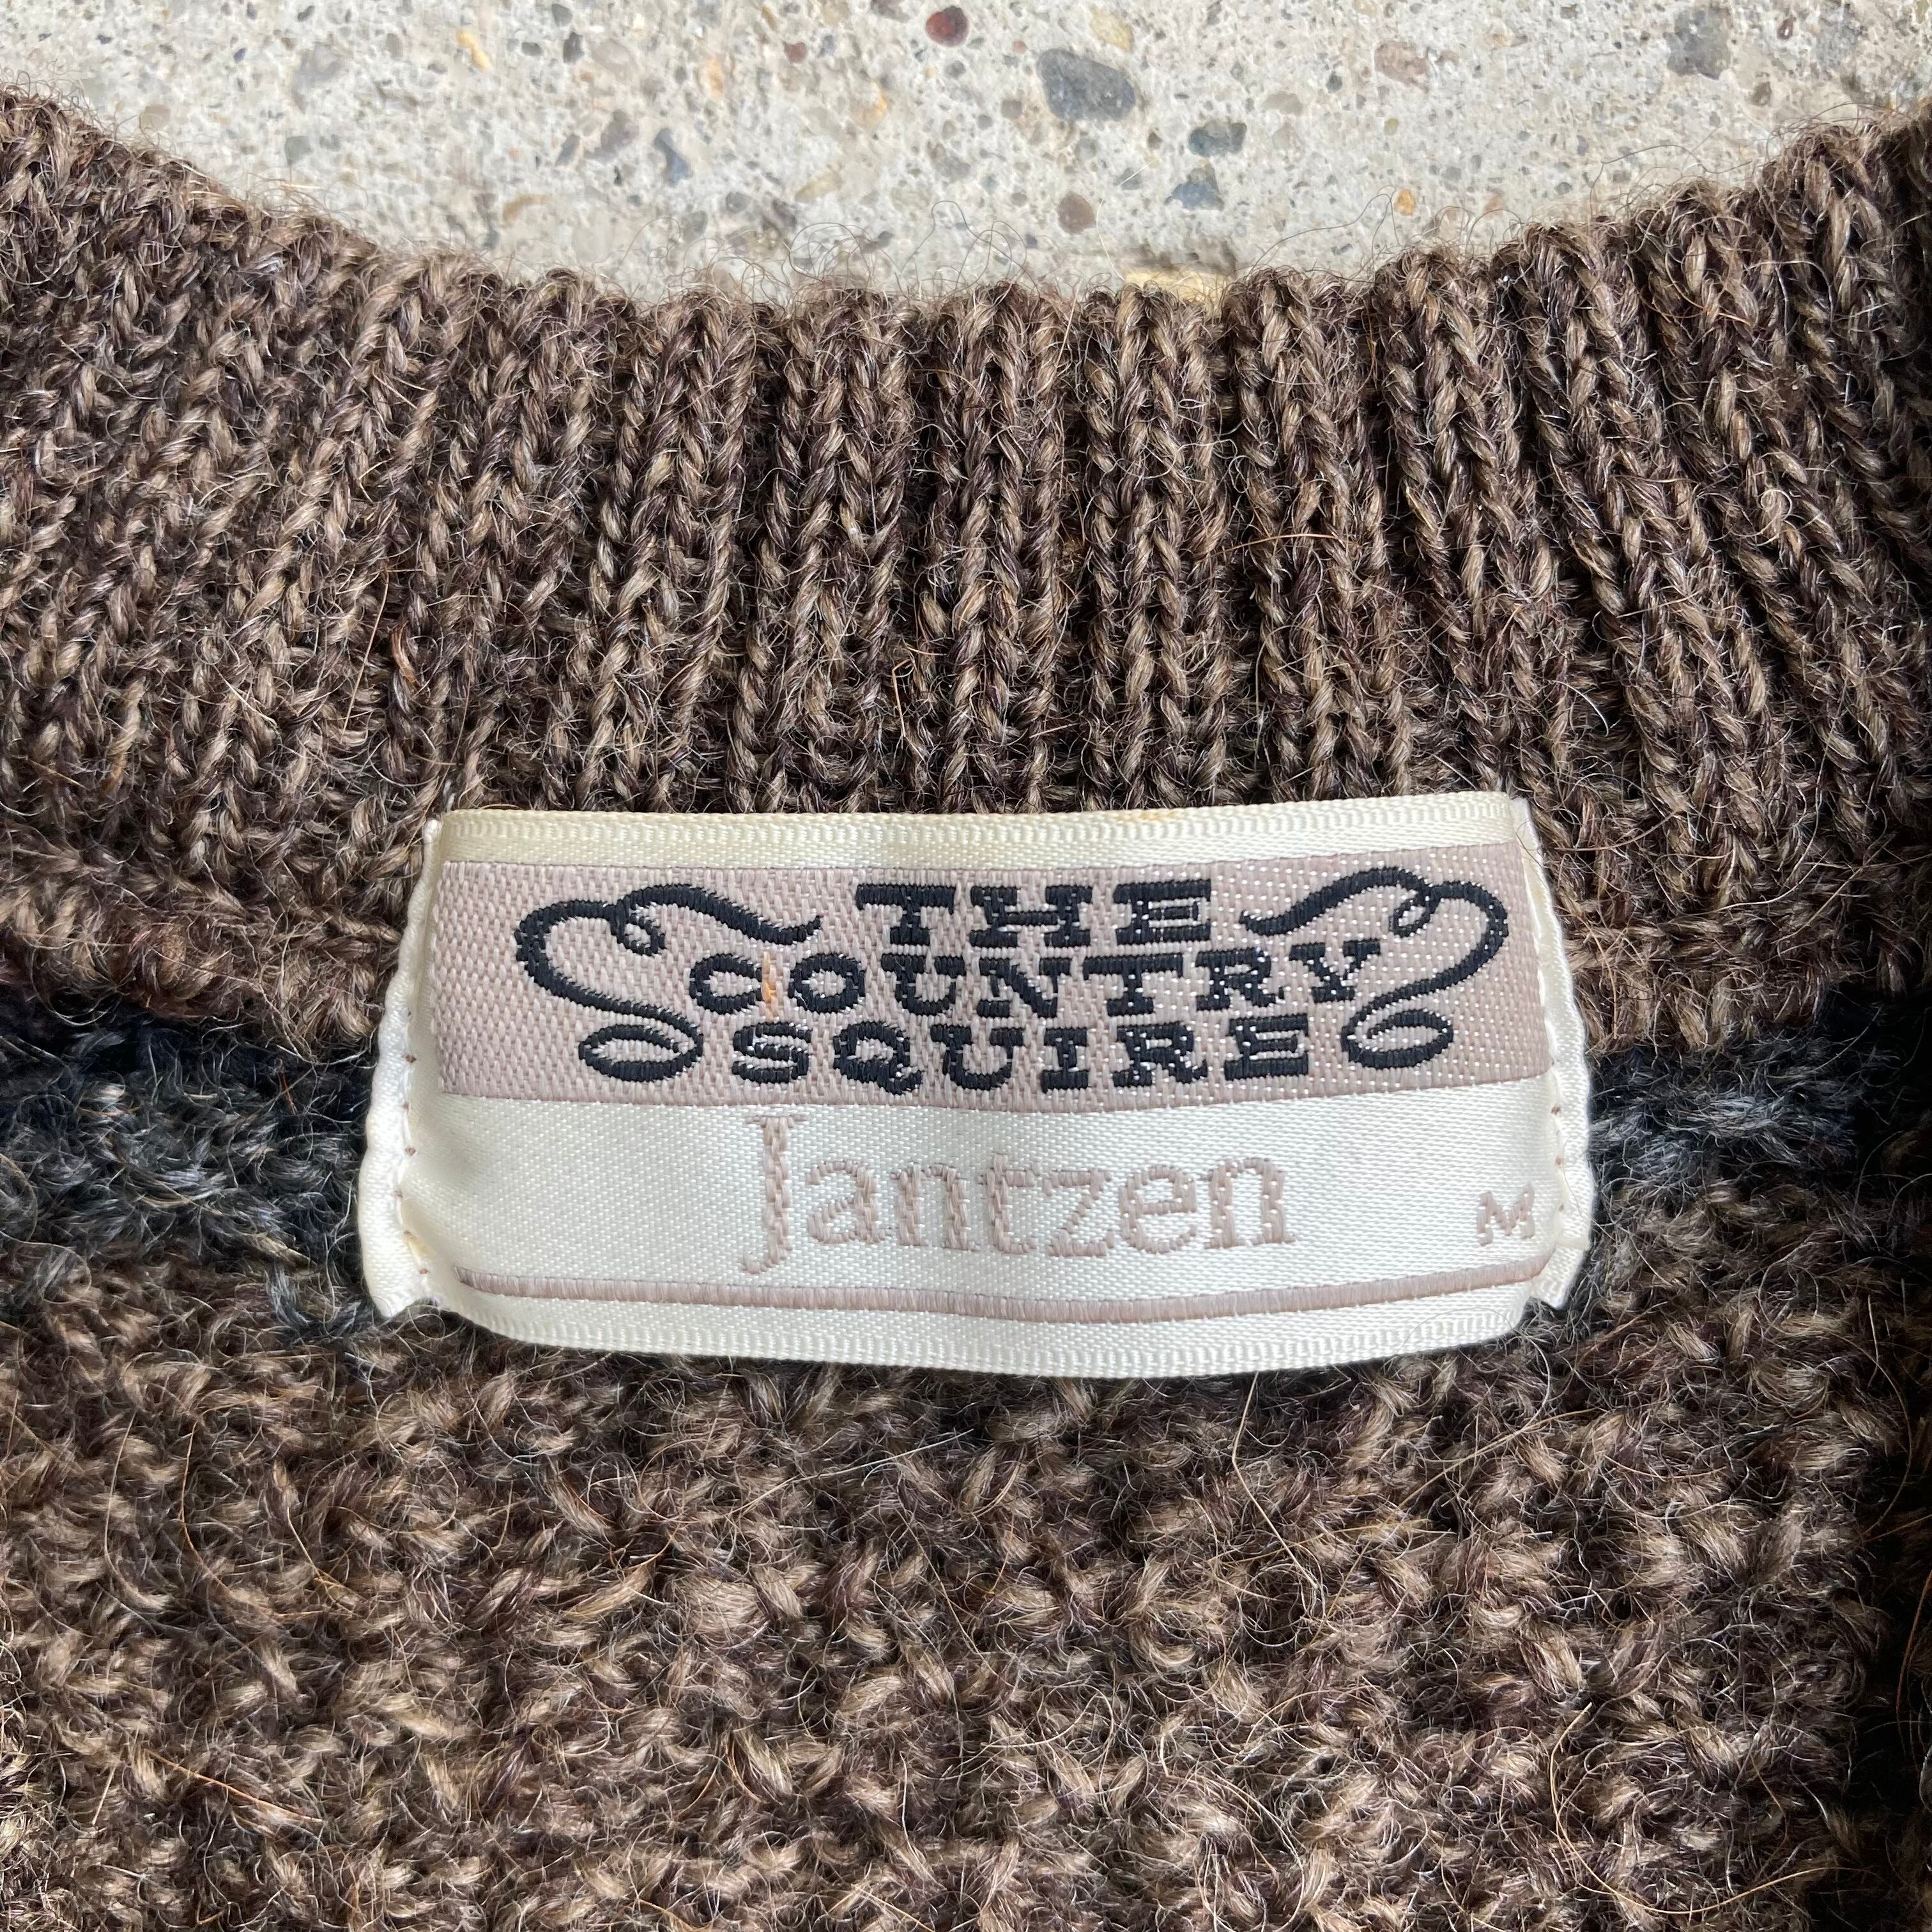 THE
COUNTRY
SQUIRE
Jantzen
M